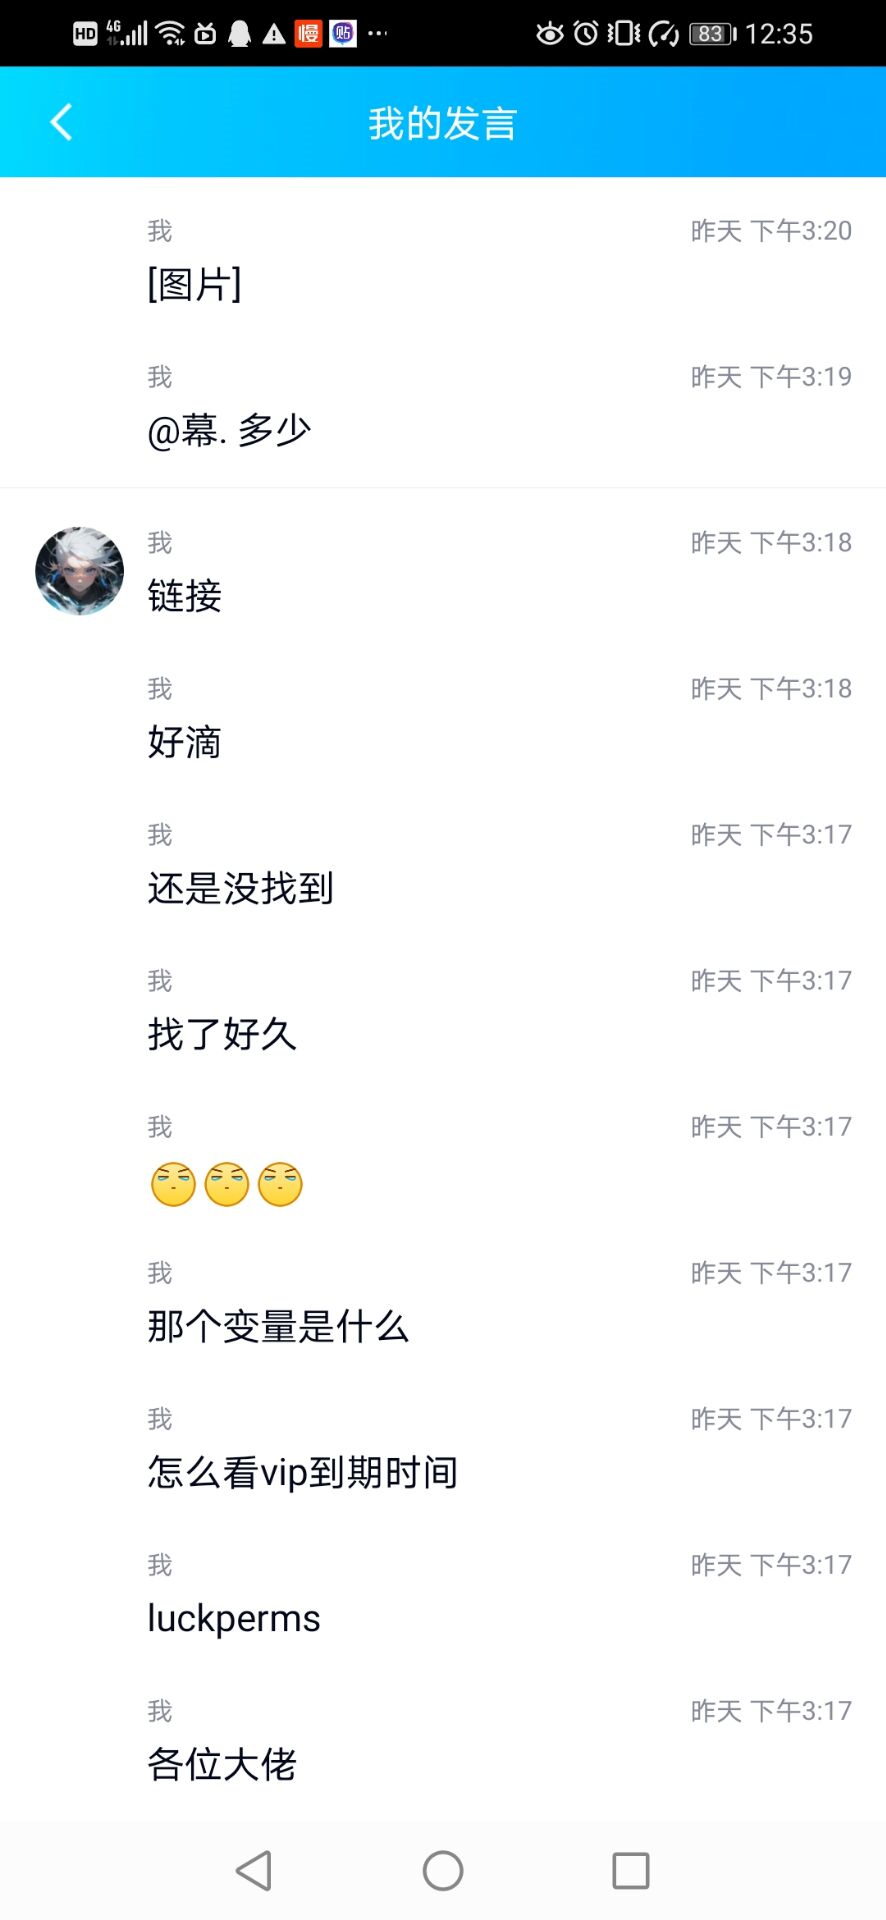 HD 4G 慢 贴 ... 83 12:35
我的发言
我 昨天 下午3:20
[图片]
我 昨天 下午3:19
@幕. 多少
我 昨天 下午3:18
链接
我 昨天 下午3:18
好滴
我 昨天 下午3:17
还是没找到
我 昨天 下午3:17
找了好久
我 昨天 下午3:17
我 昨天 下午3:17
那个变量是什么
我 昨天 下午3:17
怎么看vip到期时间
我 昨天 下午3:17
luckperms
我 昨天 下午3:17
各位大佬